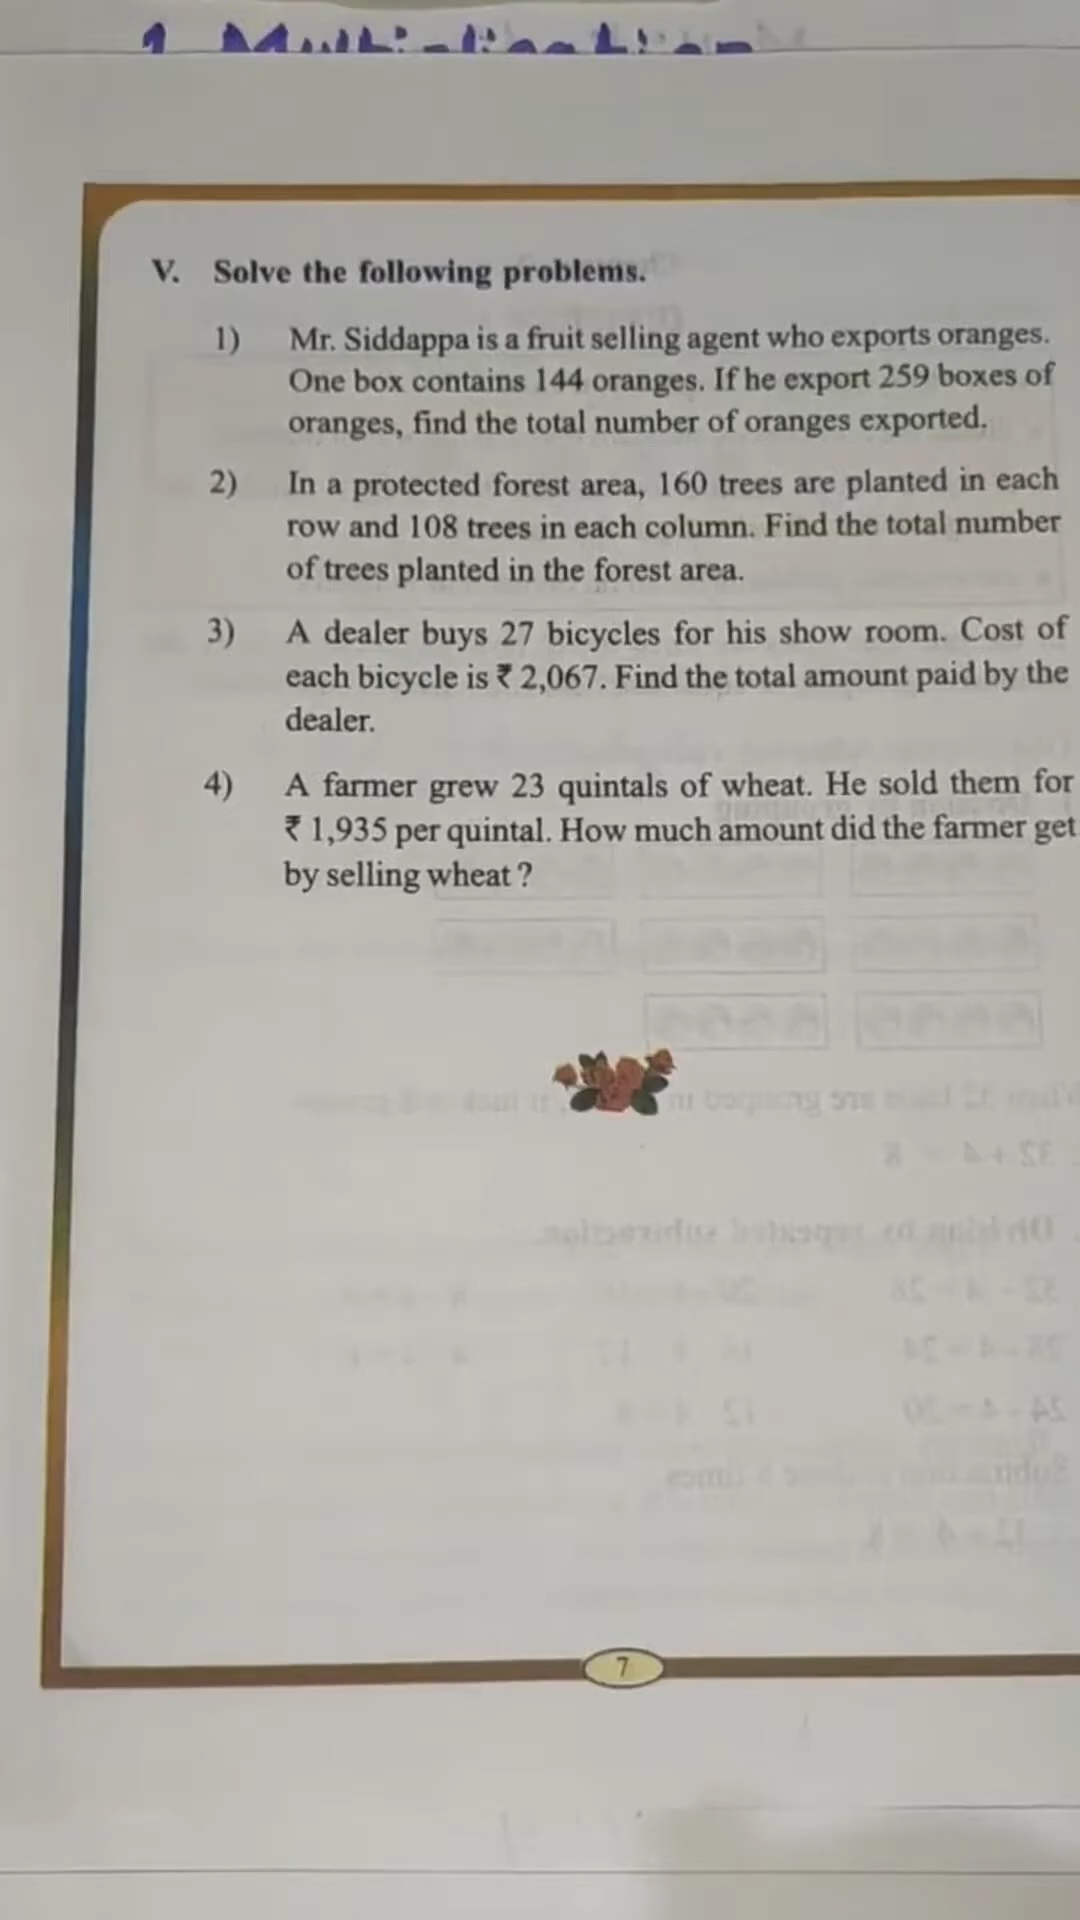 V. Solve the following problems.
1) Mr. Siddappa is a fruit selling agent who exports oranges.
One box contains 144 oranges. If he export 259 boxes of
oranges, find the total number of oranges exported.
2) In a protected forest area, 160 trees are planted in each
row and 108 trees in each column. Find the total number
of trees planted in the forest area.
3) A dealer buys 27 bicycles for his show room. Cost of
each bicycle is ₹ 2,067. Find the total amount paid by the
dealer.
4) A farmer grew 23 quintals of wheat. He sold them for
₹ 1,935 per quintal. How much amount did the farmer get
by selling wheat ?
7